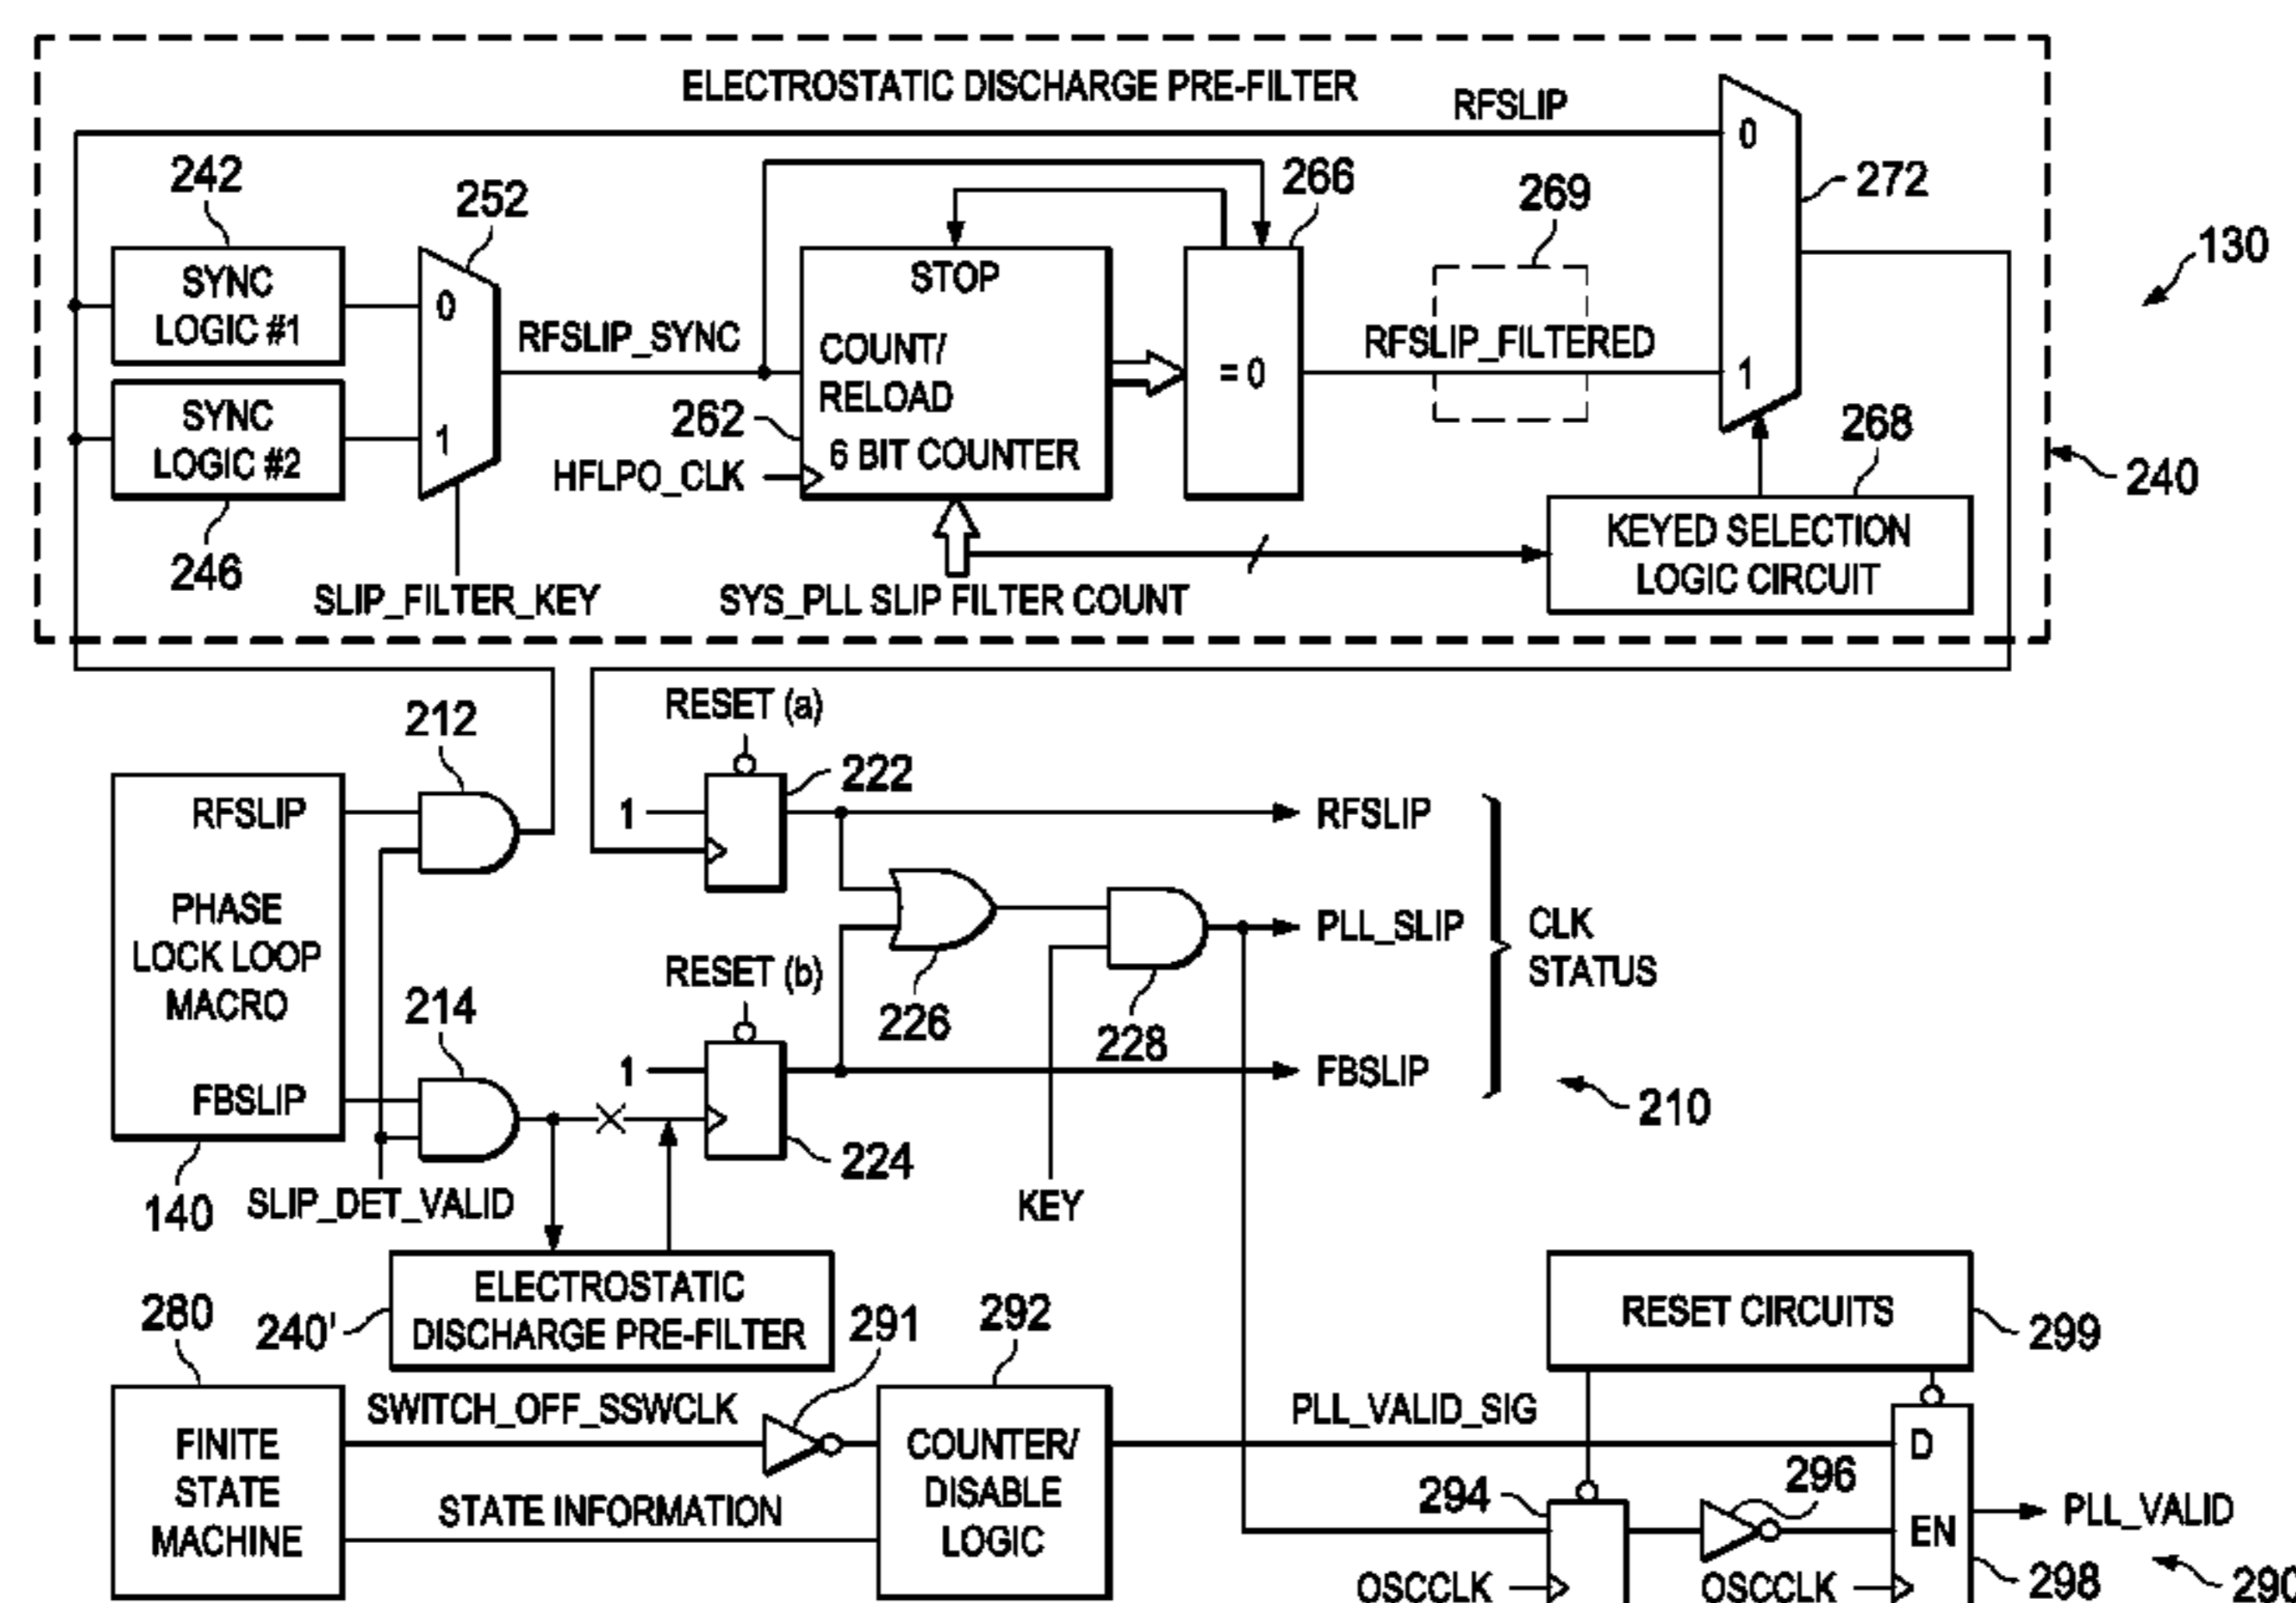 ELECTROSTATIC DISCHARGE PRE-FILTER
RFSLIP
0
242
252
266
269
272
130
SYNC
LOGIC #1
0
STOP
RFSLIP_SYNC
COUNT/
RELOAD
= 0
RFSLIP_FILTERED
1
SYNC
LOGIC #2
1
262
6 BIT COUNTER
268
HFLPO_CLK
240
KEYED SELECTION
LOGIC CIRCUIT
246
SLIP_FILTER_KEY
SYS_PLL SLIP FILTER COUNT
RESET (a)
212
222
RFSLIP
1
RFSLIP
PHASE
LOCK LOOP
MACRO
PLL_SLIP
CLK
STATUS
RESET (b)
214
226
228
FBSLIP
1
FBSLIP
210
224
140
SLIP_DET_VALID
KEY
ELECTROSTATIC
DISCHARGE PRE-FILTER
280
240'
291
292
RESET CIRCUITS
299
SWITCH_OFF_SSWCLK
PLL_VALID_SIG
FINITE
STATE
MACHINE
COUNTER/
DISABLE
LOGIC
D
STATE INFORMATION
294
296
EN
PLL_VALID
OSCCLK
OSCCLK
298
290